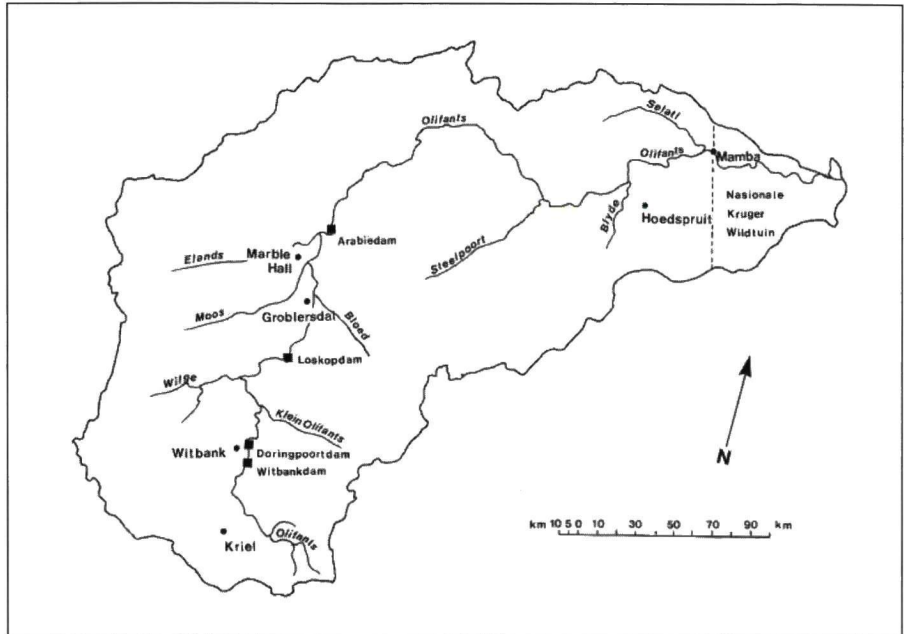 Selati
Olifants
Olifants
Mamba
Nasionale
Kruger
Wildtuin
Blyde
Hoedspruit
Arabiedam
Steelpoort
Elands
Marble
Hall
Moos
Groblersdal
Bloed
Loskopdam
Wilge
Klein Olifants
Witbank
Doringpoortdam
Witbankdam
N
km 10 5 0 10 30 50 70 90 km
Olifants
Kriel